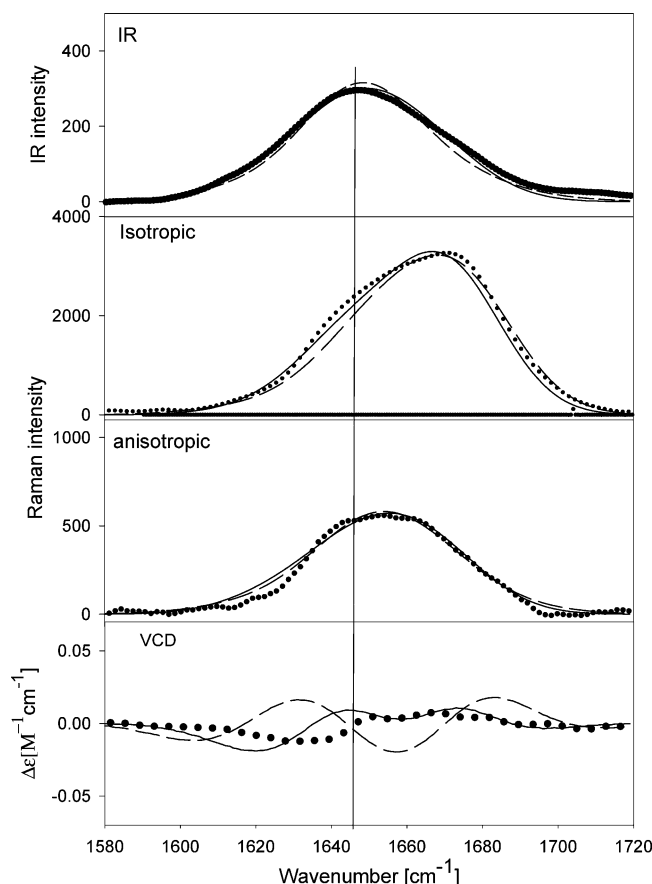 IR
400
200
0
IR intensity
4000
Isotropic
2000
0
Raman intensity
1000
anisotropic
500
0
VCD
0.05
0.00
-0.05
Δε[M⁻¹cm⁻¹]
1580 1600 1620 1640 1660 1680 1700 1720
Wavenumber [cm⁻¹]